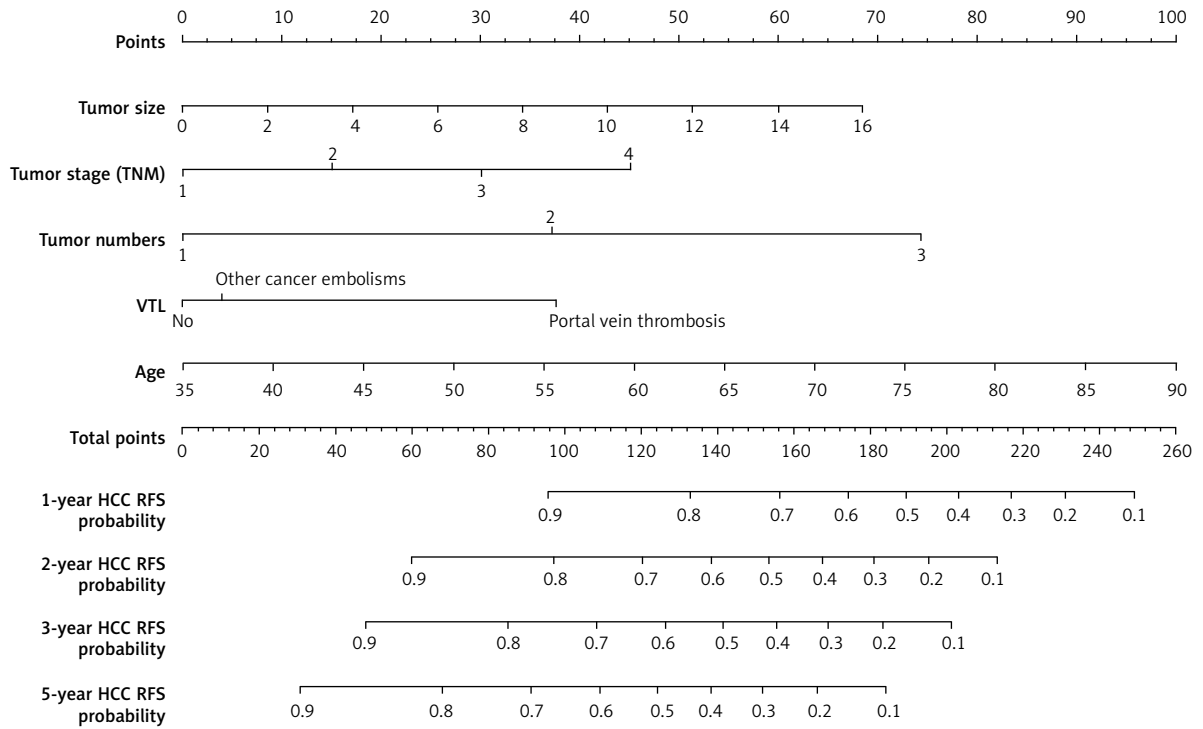 0 10 20 30 40 50 60 70 80 90 100
Points
Tumor size
0 2 4 6 8 10 12 14 16
2 4
Tumor stage (TNM)
1 3
2
Tumor numbers
1 3
Other cancer embolisms
VTL
No Portal vein thrombosis
Age
35 40 45 50 55 60 65 70 75 80 85 90
Total points
0 20 40 60 80 100 120 140 160 180 200 220 240 260
1-year HCC RFS
probability
0.9 0.8 0.7 0.6 0.5 0.4 0.3 0.2 0.1
2-year HCC RFS
probability
0.9 0.8 0.7 0.6 0.5 0.4 0.3 0.2 0.1
3-year HCC RFS
probability
0.9 0.8 0.7 0.6 0.5 0.4 0.3 0.2 0.1
5-year HCC RFS
probability
0.9 0.8 0.7 0.6 0.5 0.4 0.3 0.2 0.1